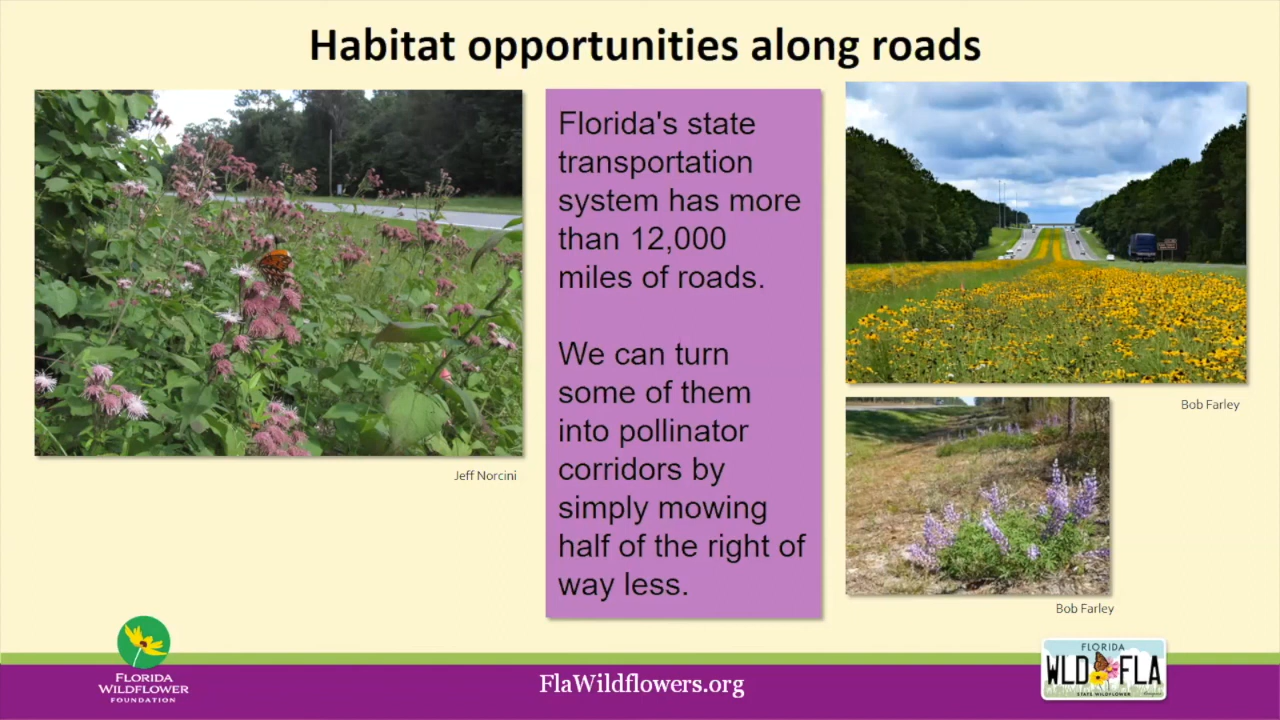 Habitat opportunities along roads
Florida's state
transportation
system has more
than 12,000
miles of roads.
We can turn
some of them
into pollinator
corridors by
simply mowing
half of the right of
way less.
Jeff Norcini
Bob Farley
Bob Farley
FLORIDA
WILDFLOWER
FOUNDATION
FlaWildflowers.org
FLORIDA
WLD FLA
STATE WILDFLOWER